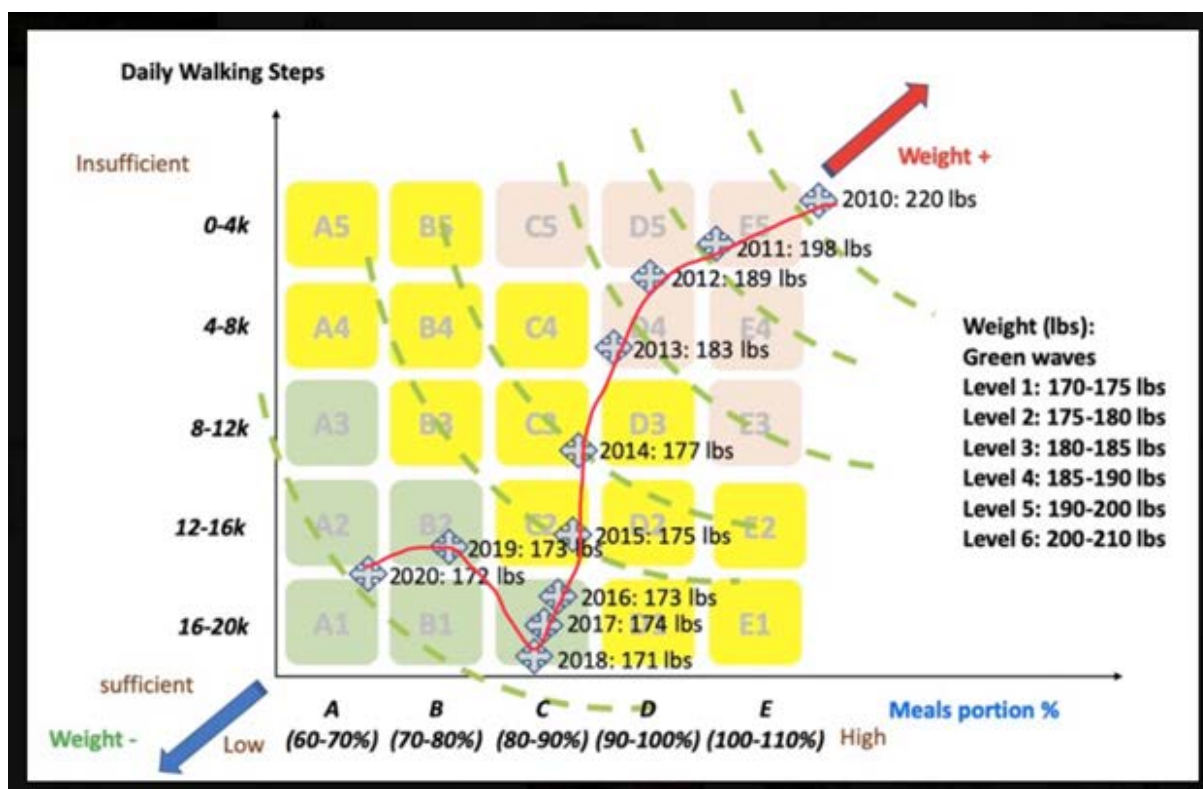 Daily Walking Steps
Insufficient
Weight +
0-4k
A5 B5 C5 D5 E5
2010: 220 lbs
2011: 198 lbs
2012: 189 lbs
4-8k
A4 B4 C4 D4 E4
2013: 183 lbs
8-12k
A3 B3 C3 D3 E3
2014: 177 lbs
12-16k
A2 B2 C2 D2 E2
2015: 175 lbs
2019: 173 lbs
2020: 172 lbs
16-20k
A1 B1 D1 E1
2016: 173 lbs
2017: 174 lbs
2018: 171 lbs
Weight (lbs):
Green waves
Level 1: 170-175 lbs
Level 2: 175-180 lbs
Level 3: 180-185 lbs
Level 4: 185-190 lbs
Level 5: 190-200 lbs
Level 6: 200-210 lbs
sufficient
Weight -
Low
A B C D E
(60-70%) (70-80%) (80-90%) (90-100%) (100-110%)
High
Meals portion %